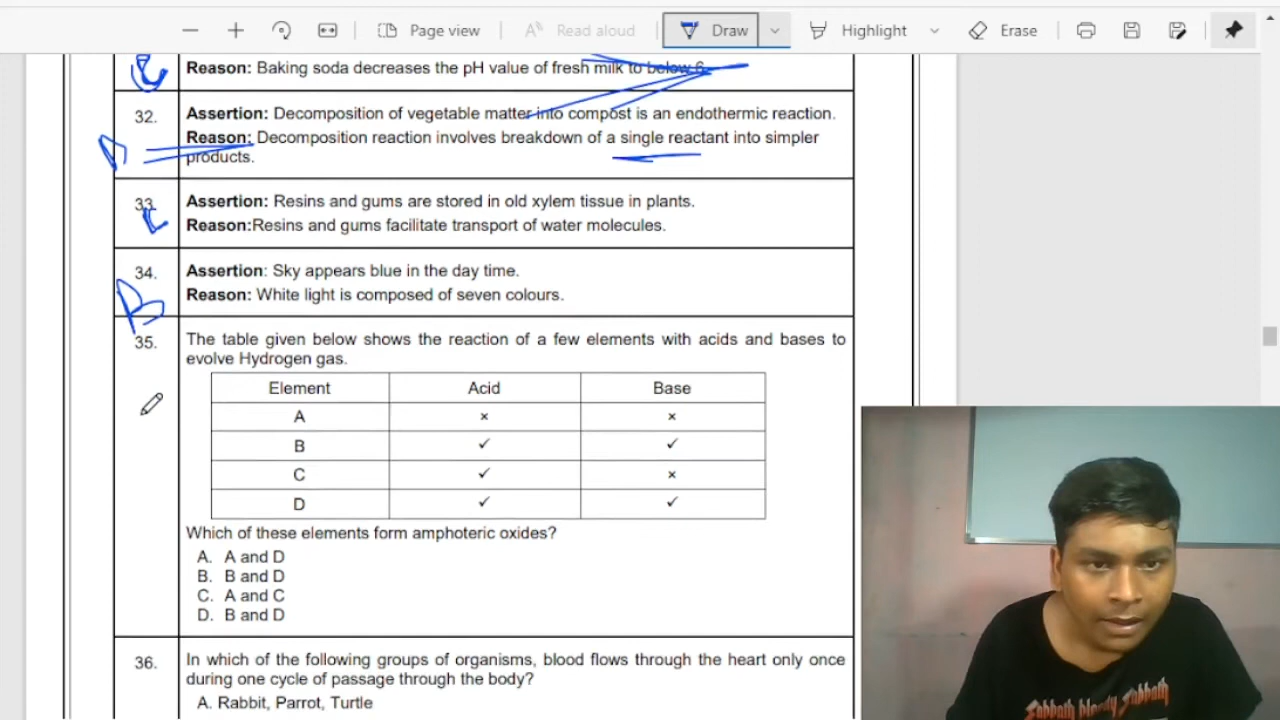 Page view
Read aloud
Draw
Highlight
Erase
Reason: Baking soda decreases the pH value of fresh milk to below 6.
32.
Assertion: Decomposition of vegetable matter into compost is an endothermic reaction.
Reason: Decomposition reaction involves breakdown of a single reactant into simpler
products.
D
33.
Assertion: Resins and gums are stored in old xylem tissue in plants.
Reason:Resins and gums facilitate transport of water molecules.
C
34.
Assertion: Sky appears blue in the day time.
Reason: White light is composed of seven colours.
B
35.
The table given below shows the reaction of a few elements with acids and bases to
evolve Hydrogen gas.
Element Acid Base
A × ×
B ✓ ✓
C ✓ ×
D ✓ ✓
Which of these elements form amphoteric oxides?
A. A and D
B. B and D
C. A and C
D. B and D
36.
In which of the following groups of organisms, blood flows through the heart only once
during one cycle of passage through the body?
A. Rabbit, Parrot, Turtle
Sabbath bloody Sabbath